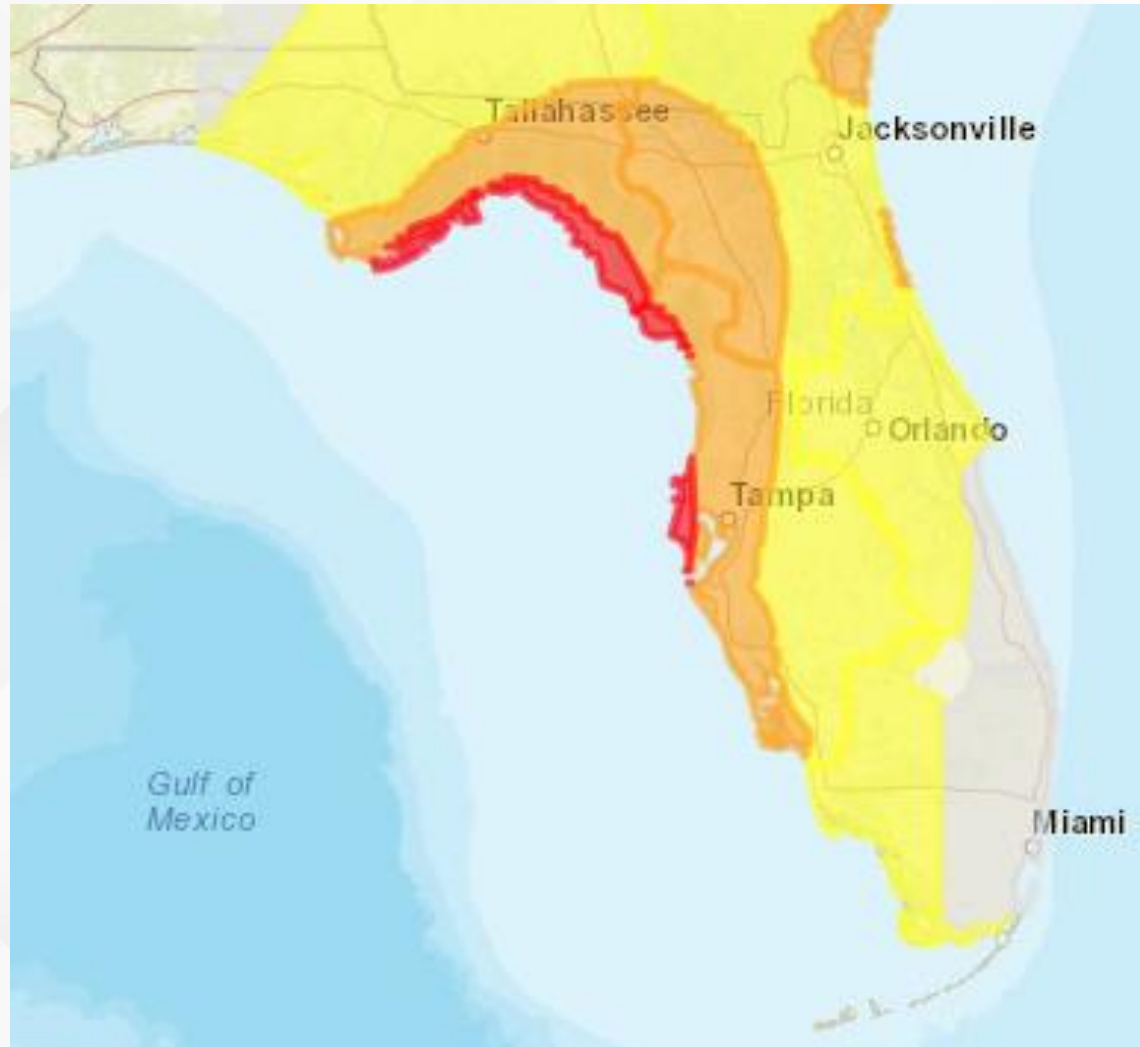 Tallahassee
Jacksonville
Florida
Orlando
Tampa
Gulf of
Mexico
Miami